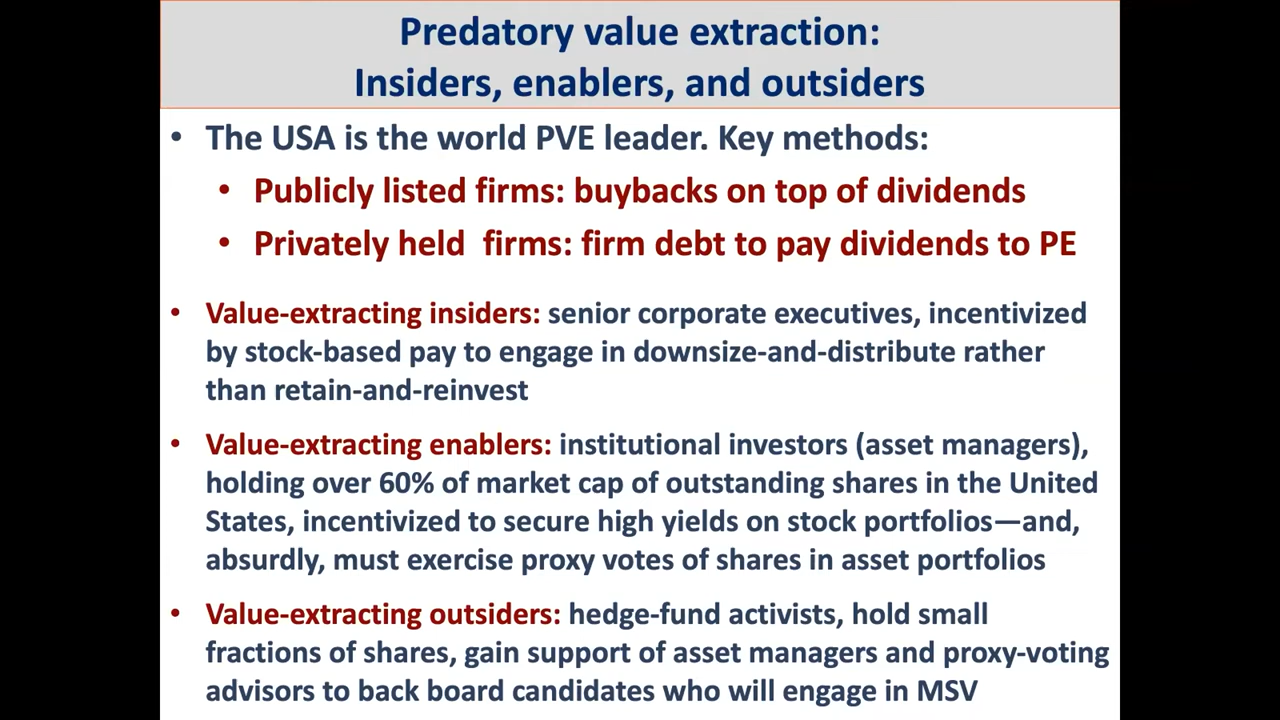 Predatory value extraction:
Insiders, enablers, and outsiders
• The USA is the world PVE leader. Key methods:
• Publicly listed firms: buybacks on top of dividends
• Privately held  firms: firm debt to pay dividends to PE
• Value-extracting insiders: senior corporate executives, incentivized
by stock-based pay to engage in downsize-and-distribute rather
than retain-and-reinvest
• Value-extracting enablers: institutional investors (asset managers),
holding over 60% of market cap of outstanding shares in the United
States, incentivized to secure high yields on stock portfolios—and,
absurdly, must exercise proxy votes of shares in asset portfolios
• Value-extracting outsiders: hedge-fund activists, hold small
fractions of shares, gain support of asset managers and proxy-voting
advisors to back board candidates who will engage in MSV